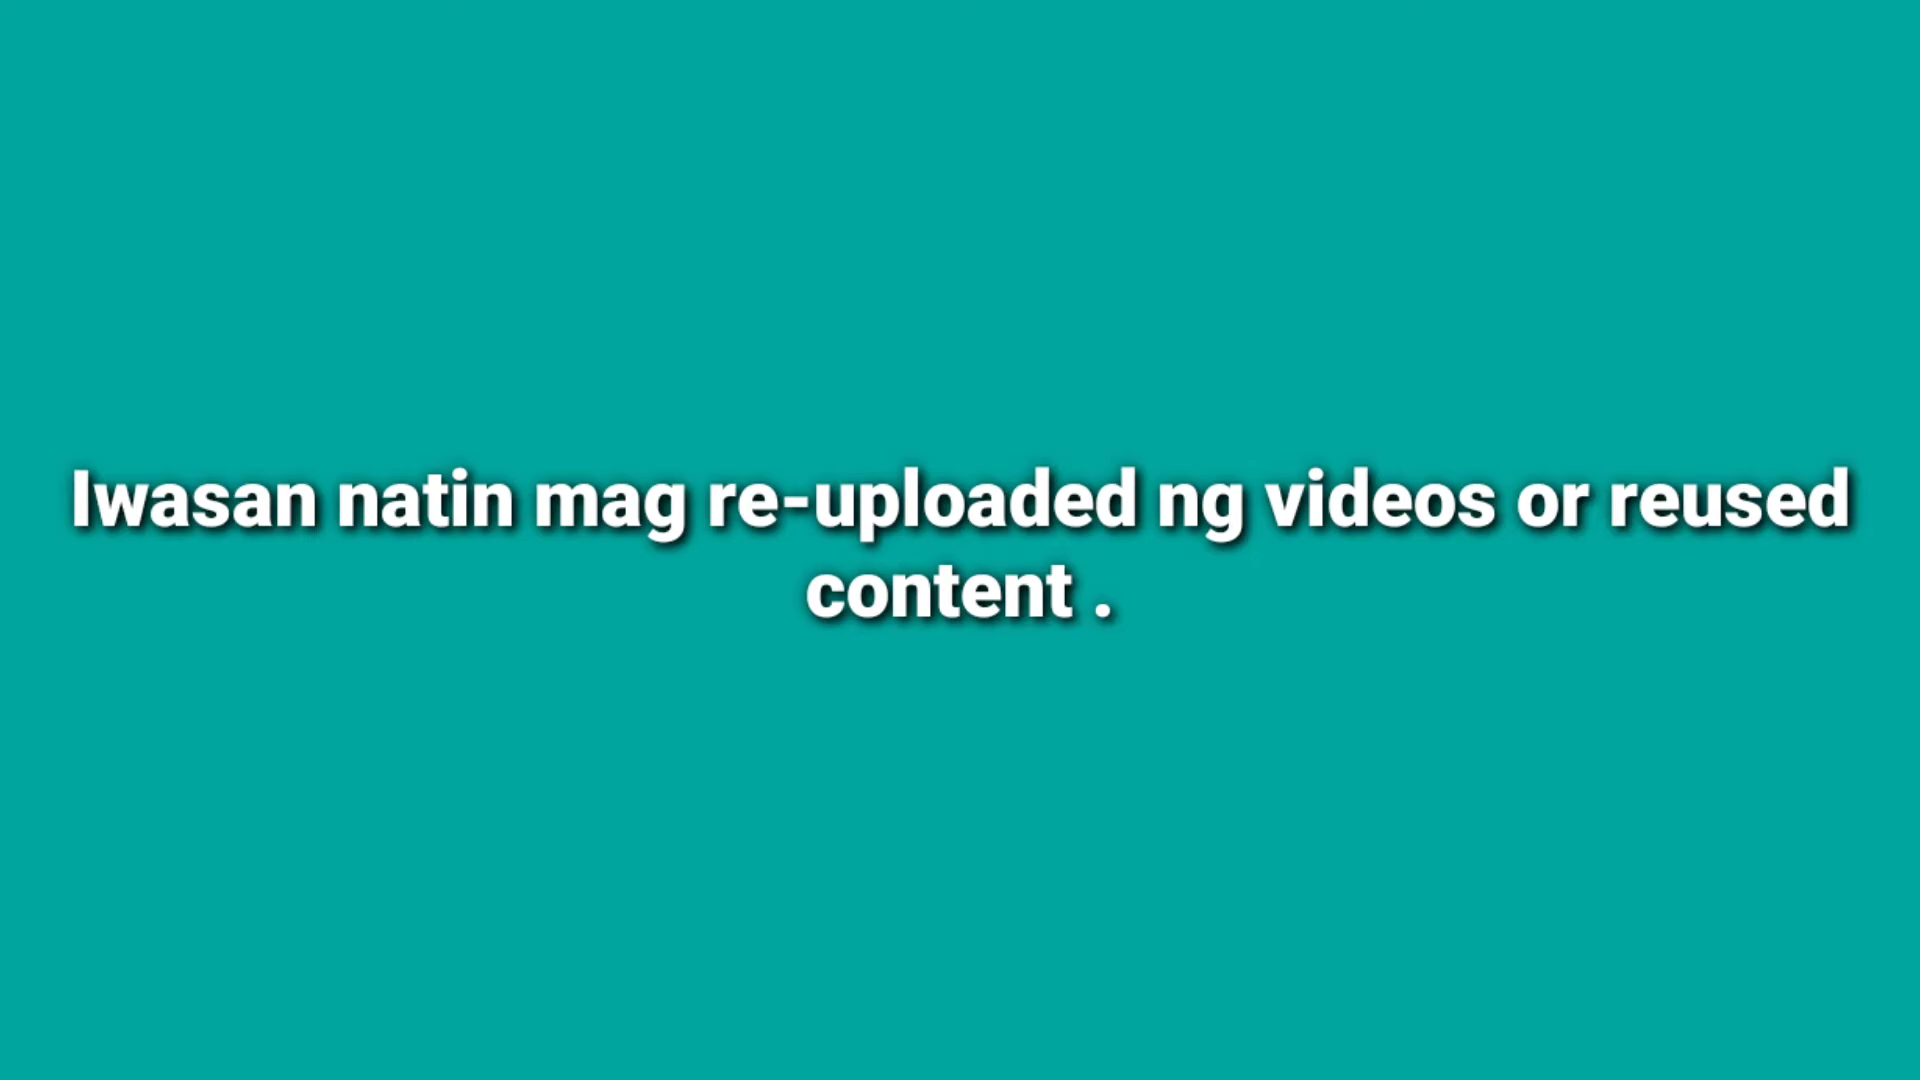 Iwasan natin mag re-uploaded ng videos or reused
content .